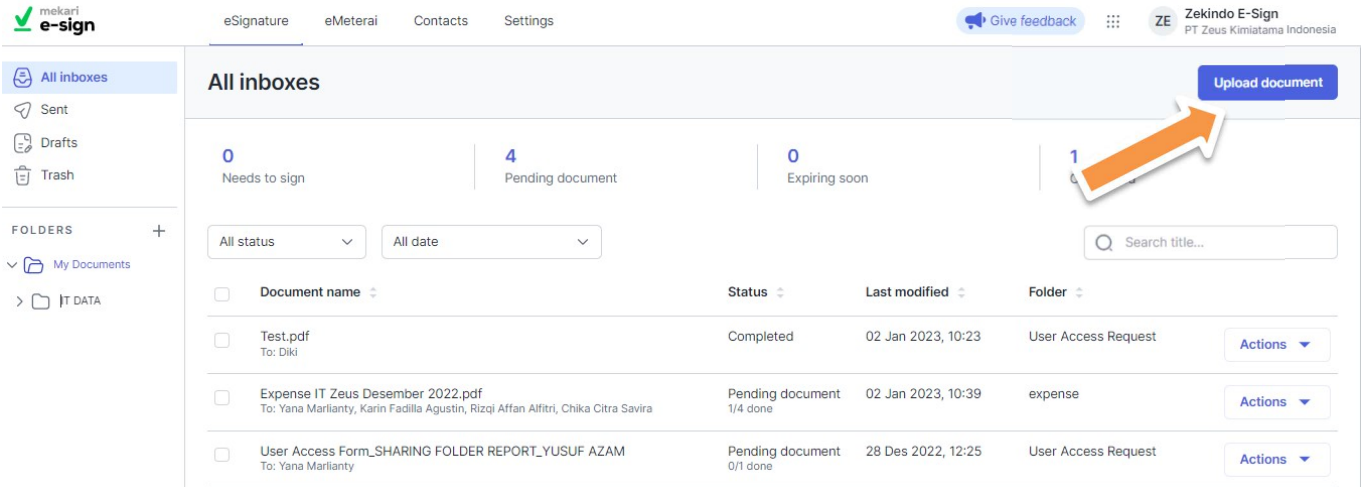 mekari
e-sign
eSignature eMeterai Contacts Settings
Give feedback
ZE
Zekindo E-Sign
PT Zeus Kimiatama Indonesia
All inboxes
Sent
Drafts
Trash
FOLDERS
My Documents
IT DATA
All inboxes
Upload document
0
Needs to sign
4
Pending document
0
Expiring soon
1
All status
All date
Search title...
Document name Status Last modified Folder
Test.pdf Completed 02 Jan 2023, 10:23 User Access Request Actions
To: Diki
Expense IT Zeus Desember 2022.pdf Pending document 02 Jan 2023, 10:39 expense Actions
To: Yana Marlianty, Karin Fadilla Agustin, Rizqi Affan Alfitri, Chika Citra Savira 1/4 done
User Access Form_SHARING FOLDER REPORT_YUSUF AZAM Pending document 28 Des 2022, 12:25 User Access Request Actions
To: Yana Marlianty 0/1 done